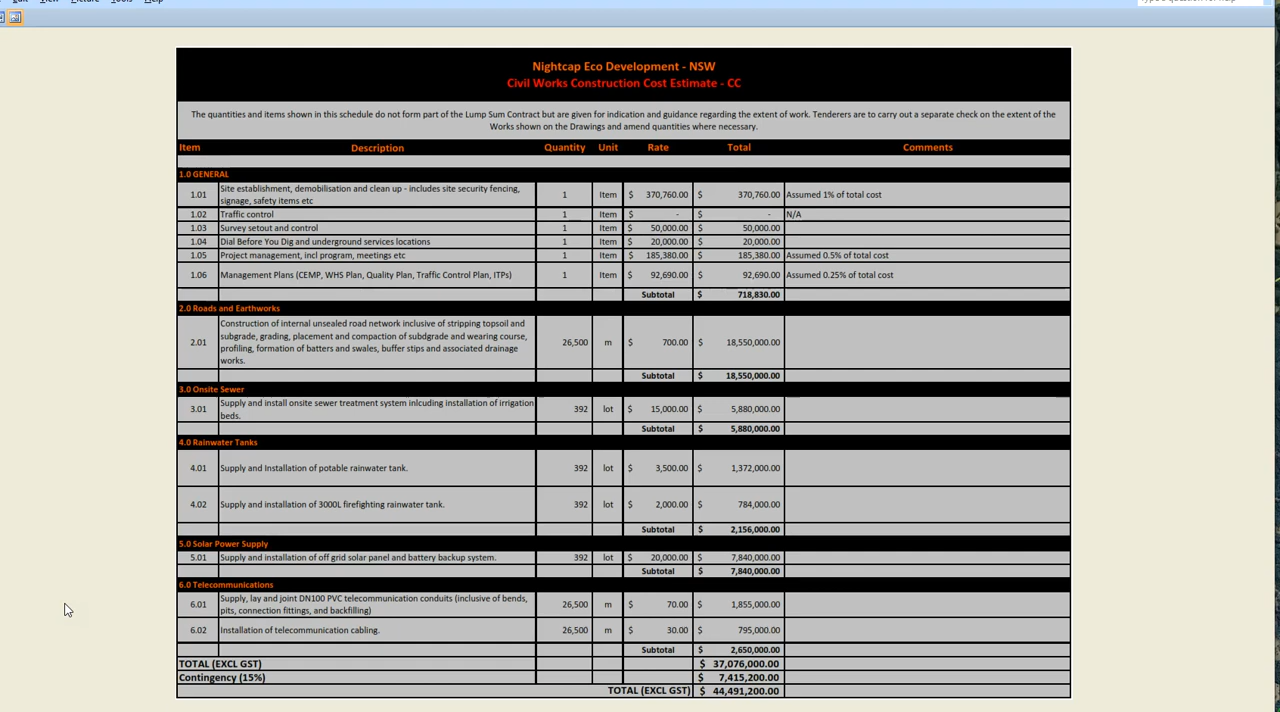 Edit View Picture Tools Help
Type a question for help
Nightcap Eco Development - NSW
Civil Works Construction Cost Estimate - CC
The quantities and items shown in this schedule do not form part of the Lump Sum Contract but are given for indication and guidance regarding the extent of work. Tenderers are to carry out a separate check on the extent of the
Works shown on the Drawings and amend quantities where necessary.
Item Description Quantity Unit Rate Total Comments
1.0 GENERAL
1.01 Site establishment, demobilisation and clean up - includes site security fencing, signage, safety items etc 1 Item $ 370,760.00 $ 370,760.00 Assumed 1% of total cost
1.02 Traffic control 1 Item $ - $ - N/A
1.03 Survey setout and control 1 Item $ 50,000.00 $ 50,000.00
1.04 Dial Before You Dig and underground services locations 1 Item $ 20,000.00 $ 20,000.00
1.05 Project management, incl program, meetings etc 1 Item $ 185,380.00 $ 185,380.00 Assumed 0.5% of total cost
1.06 Management Plans (CEMP, WHS Plan, Quality Plan, Traffic Control Plan, ITPs) 1 Item $ 92,690.00 $ 92,690.00 Assumed 0.25% of total cost
Subtotal $ 718,830.00
2.0 Roads and Earthworks
Construction of internal unsealed road network inclusive of stripping topsoil and
subgrade, grading, placement and compaction of subdgrade and wearing course,
2.01 26,500 m $ 700.00 $ 18,550,000.00
profiling, formation of batters and swales, buffer stips and associated drainage
works.
Subtotal $ 18,550,000.00
3.0 Onsite Sewer
3.01 Supply and install onsite sewer treatment system inlcuding installation of irrigation beds. 392 lot $ 15,000.00 $ 5,880,000.00
Subtotal $ 5,880,000.00
4.0 Rainwater Tanks
4.01 Supply and Installation of potable rainwater tank. 392 lot $ 3,500.00 $ 1,372,000.00
4.02 Supply and installation of 3000L firefighting rainwater tank. 392 lot $ 2,000.00 $ 784,000.00
Subtotal $ 2,156,000.00
5.0 Solar Power Supply
5.01 Supply and installation of off grid solar panel and battery backup system. 392 lot $ 20,000.00 $ 7,840,000.00
Subtotal $ 7,840,000.00
6.0 Telecommunications
6.01 Supply, lay and joint DN100 PVC telecommunication conduits (inclusive of bends, pits, connection fittings, and backfilling) 26,500 m $ 70.00 $ 1,855,000.00
6.02 Installation of telecommunication cabling. 26,500 m $ 30.00 $ 795,000.00
Subtotal $ 2,650,000.00
TOTAL (EXCL GST) $ 37,076,000.00
Contingency (15%) $ 7,415,200.00
TOTAL (EXCL GST) $ 44,491,200.00